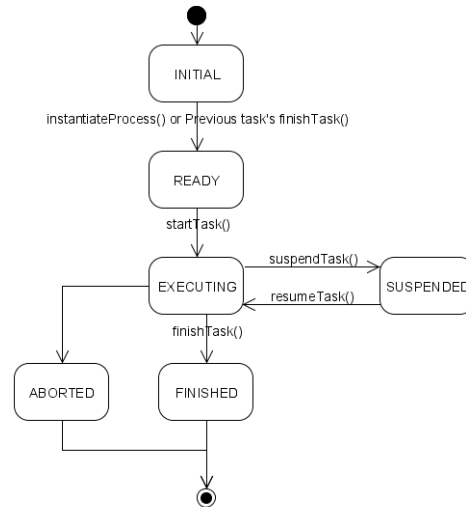 INITIAL
instantiateProcess() or Previous task's finishTask()
READY
startTask()
suspendTask()
EXECUTING
SUSPENDED
resumeTask()
finishTask()
ABORTED
FINISHED